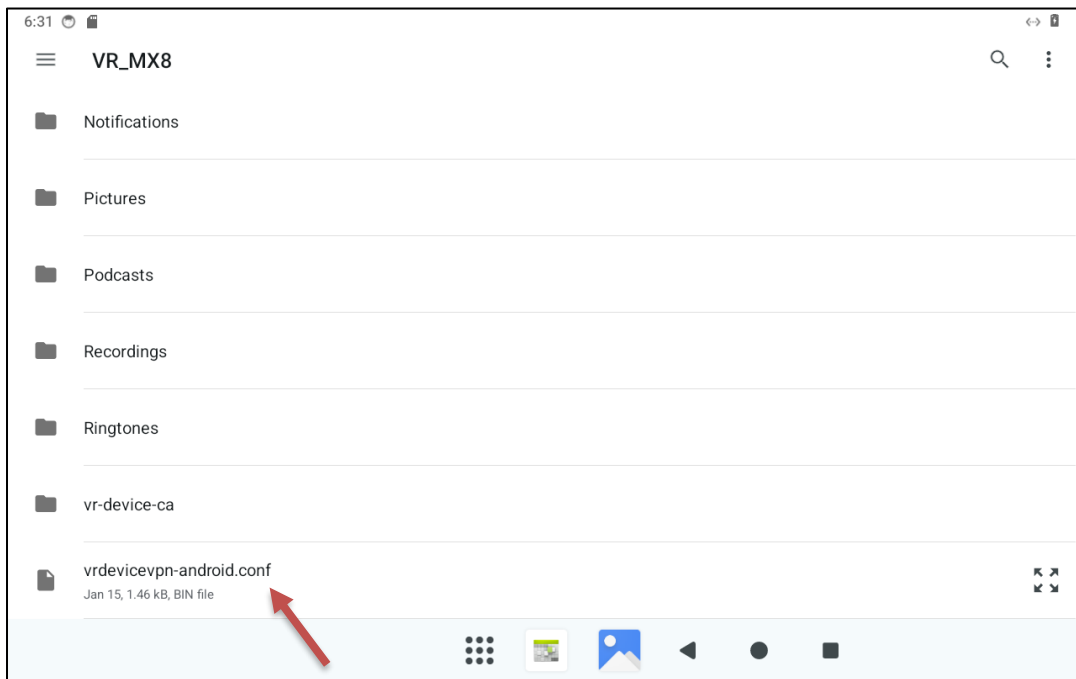 6:31
VR_MX8
Notifications
Pictures
Podcasts
Recordings
Ringtones
vr-device-ca
vrdevicevpn-android.conf
Jan 15, 1.46 kB, BIN file